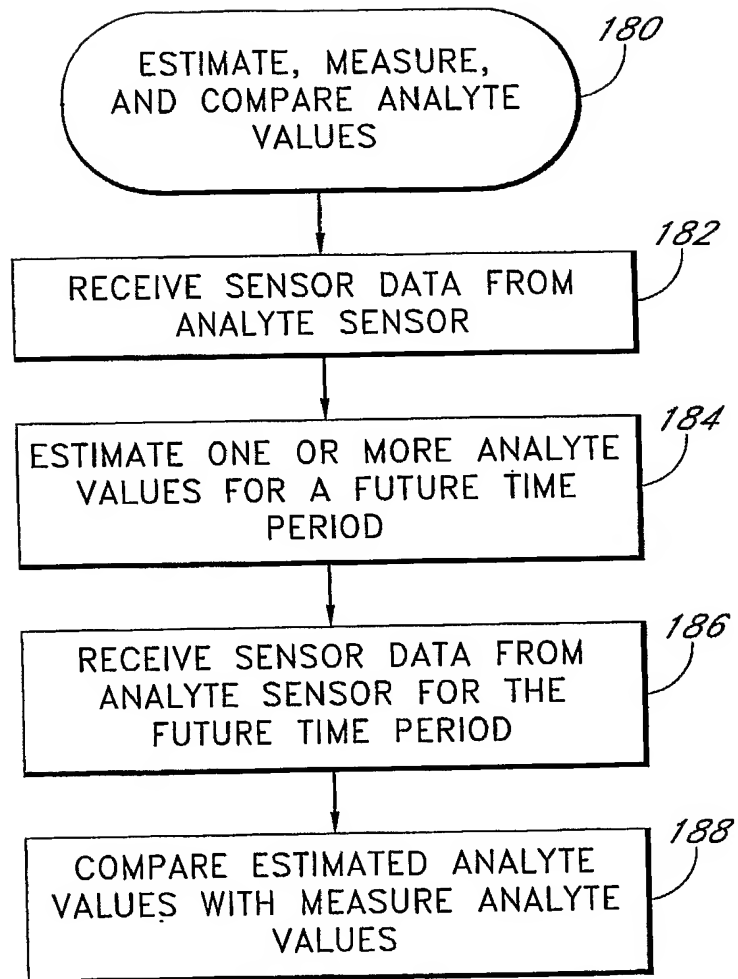 180
ESTIMATE, MEASURE,
AND COMPARE ANALYTE
VALUES
182
RECEIVE SENSOR DATA FROM
ANALYTE SENSOR
184
ESTIMATE ONE OR MORE ANALYTE
VALUES FOR A FUTURE TIME
PERIOD
186
RECEIVE SENSOR DATA FROM
ANALYTE SENSOR FOR THE
FUTURE TIME PERIOD
188
COMPARE ESTIMATED ANALYTE
VALUES WITH MEASURE ANALYTE
VALUES